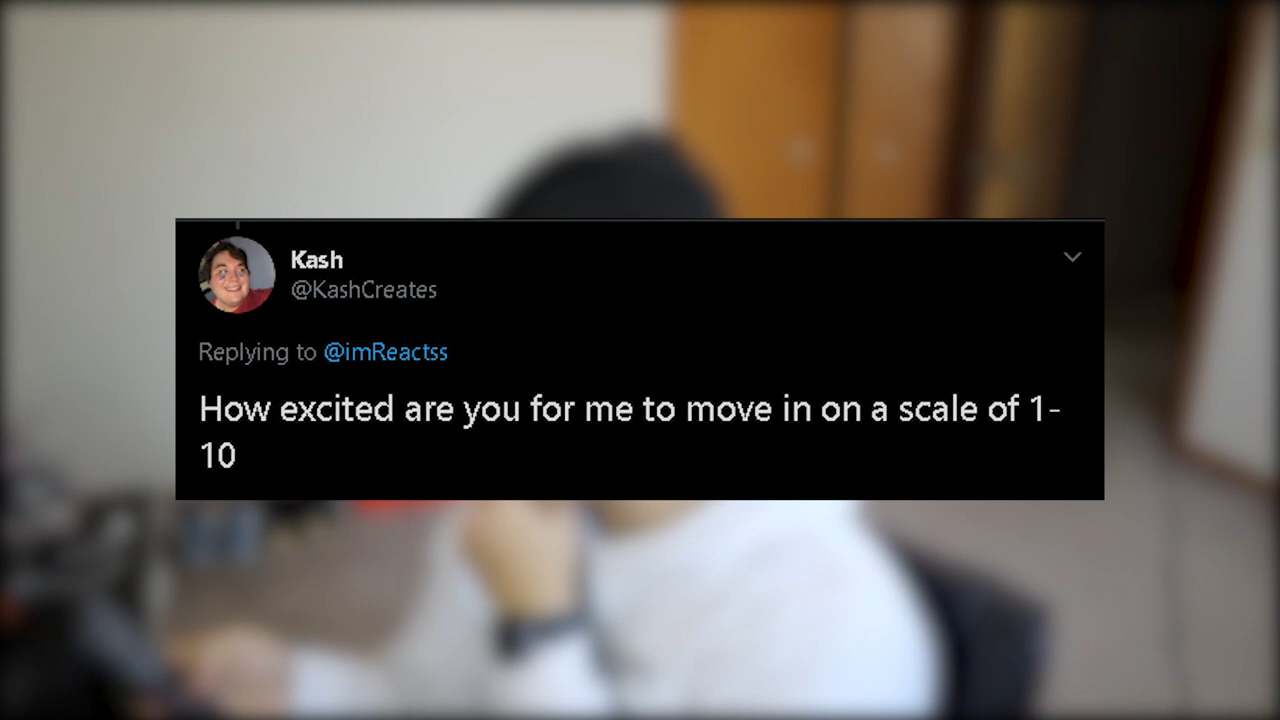 Kash
@KashCreates
Replying to @imReactss
How excited are you for me to move in on a scale of 1-
10